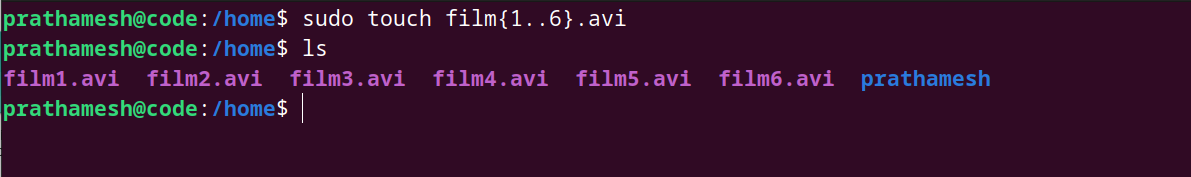 prathamesh@code:/home$ sudo touch film{1..6}.avi
prathamesh@code:/home$ ls
film1.avi  film2.avi  film3.avi  film4.avi  film5.avi  film6.avi  prathamesh
prathamesh@code:/home$